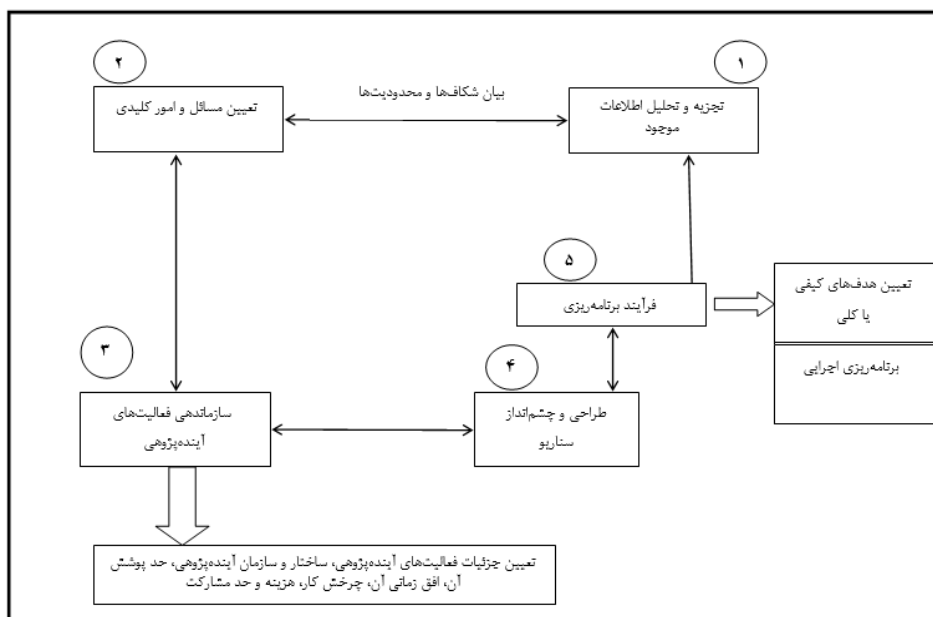 ۱
تجزیه و تحلیل اطلاعات
موجود
بیان شکاف‌ها و محدودیت‌ها
۲
تعیین مسائل و امور کلیدی
۳
سازماندهی فعالیت‌های
آینده‌پژوهی
تعیین جزئیات فعالیت‌های آینده‌پژوهی، ساختار و سازمان آینده‌پژوهی، حد پوشش
آن، افق زمانی آن، چرخش کار، هزینه و حد مشارکت
۴
طراحی و چشم‌انداز
سناریو
۵
فرآیند برنامه‌ریزی
تعیین هدف‌های کیفی
یا کلی
برنامه‌ریزی اجرایی